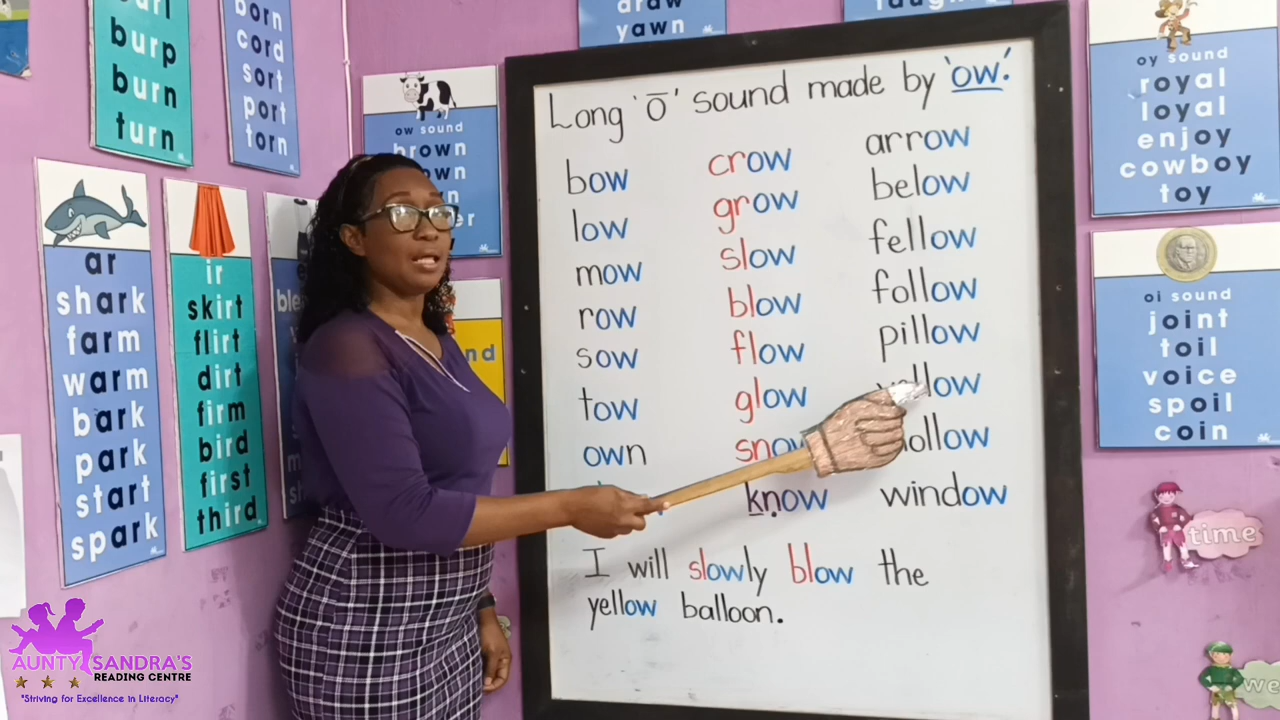 burp
burn
turn
born
cord
sort
port
torn
yawn
ow sound
brown
oy sound
royal
loyal
enjoy
cowboy
toy
ar
shark
farm
warm
bark
park
start
spark
ir
skirt
flirt
dirt
firm
bird
first
third
Long 'ō' sound made by 'ow'.
bow crow arrow
low grow below
mow slow fellow
row blow follow
sow flow pillow
tow glow
own snow
know window
I will slowly blow the
yellow balloon.
oi sound
joint
toil
voice
spoil
coin
time
we
AUNTY SANDRA'S
READING CENTRE
"Striving for Excellence in Literacy"